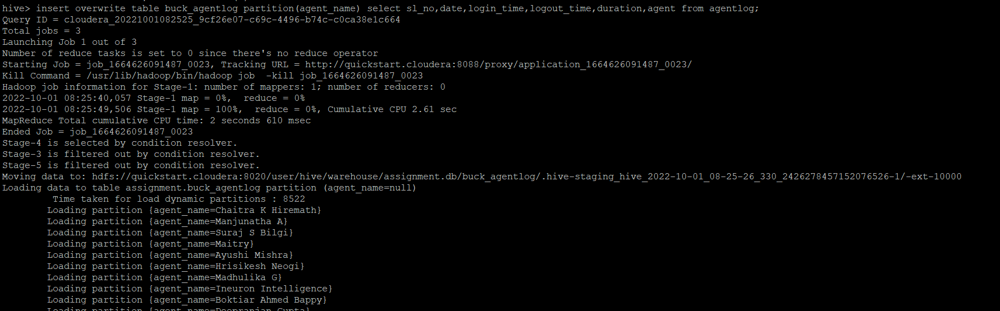 hive> insert overwrite table buck_agentlog partition(agent_name) select sl_no,date,login_time,logout_time,duration,agent from agentlog;
Query ID = cloudera_20221001082525_9cf26e07-c69c-4496-b74c-c0ca38e1c664
Total jobs = 3
Launching Job 1 out of 3
Number of reduce tasks is set to 0 since there's no reduce operator
Starting Job = job_1664626091487_0023, Tracking URL = http://quickstart.cloudera:8088/proxy/application_1664626091487_0023/
Kill Command = /usr/lib/hadoop/bin/hadoop job  -kill job_1664626091487_0023
Hadoop job information for Stage-1: number of mappers: 1; number of reducers: 0
2022-10-01 08:25:40,057 Stage-1 map = 0%,  reduce = 0%
2022-10-01 08:25:49,506 Stage-1 map = 100%,  reduce = 0%, Cumulative CPU 2.61 sec
MapReduce Total cumulative CPU time: 2 seconds 610 msec
Ended Job = job_1664626091487_0023
Stage-4 is selected by condition resolver.
Stage-3 is filtered out by condition resolver.
Stage-5 is filtered out by condition resolver.
Moving data to: hdfs://quickstart.cloudera:8020/user/hive/warehouse/assignment.db/buck_agentlog/.hive-staging_hive_2022-10-01_08-25-26_330_2426278457152076526-1/-ext-10000
Loading data to table assignment.buck_agentlog partition (agent_name=null)
Time taken for load dynamic partitions : 8522
Loading partition {agent_name=Chaitra K Hiremath}
Loading partition {agent_name=Manjunatha A}
Loading partition {agent_name=Suraj S Bilgi}
Loading partition {agent_name=Maitry}
Loading partition {agent_name=Ayushi Mishra}
Loading partition {agent_name=Hrisikesh Neogi}
Loading partition {agent_name=Madhulika G}
Loading partition {agent_name=Ineuron Intelligence}
Loading partition {agent_name=Boktiar Ahmed Bappy}
Loading partition {agent_name=Deepranjan Gupta}